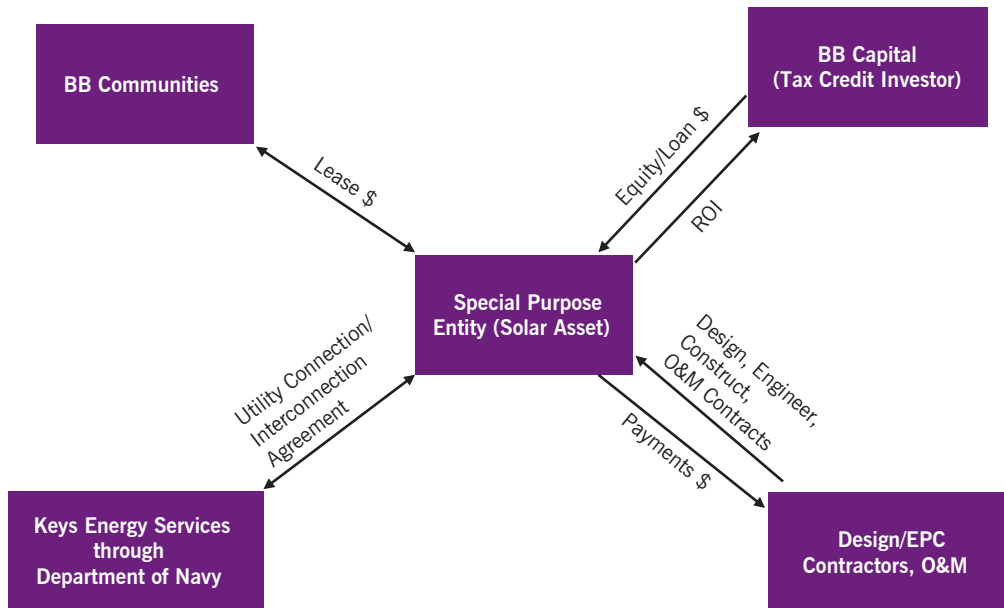 BB Communities
BB Capital
(Tax Credit Investor)
Lease $
Equity/Loan $
ROI
Special Purpose
Entity (Solar Asset)
Utility Connection/
Interconnection
Agreement
Design, Engineer,
Construct,
O&M Contracts
Payments $
Keys Energy Services
through
Department of Navy
Design/EPC
Contractors, O&M